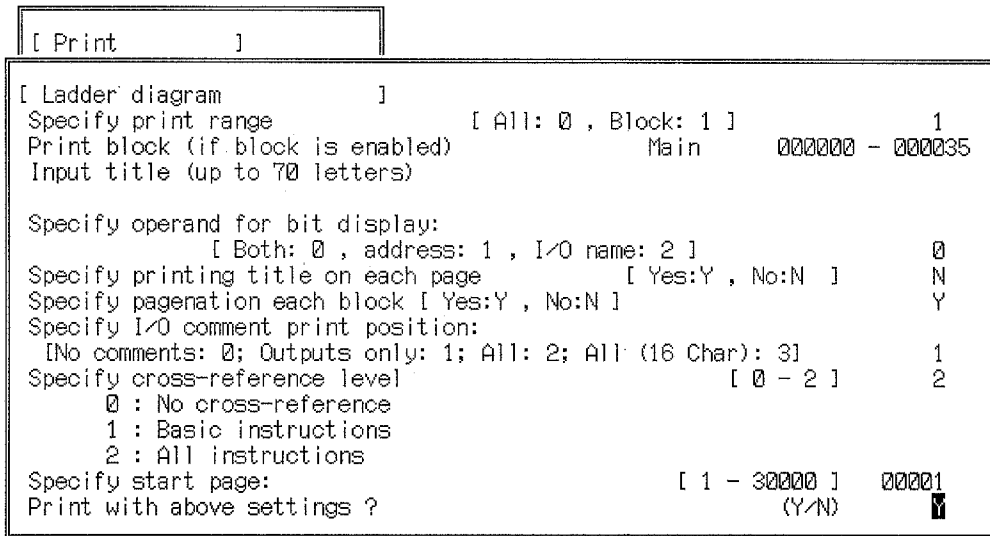 [ Print ]
[ Ladder diagram ]
Specify print range [ All: 0 , Block: 1 ] 1
Print block (if block is enabled) Main 000000 - 000035
Input title (up to 70 letters)
Specify operand for bit display:
[ Both: 0 , address: 1 , I/O name: 2 ] 0
Specify printing title on each page [ Yes:Y , No:N ] N
Specify pagenation each block [ Yes:Y , No:N ] Y
Specify I/O comment print position:
[No comments: 0; Outputs only: 1; All: 2; All (16 Char): 3] 1
Specify cross-reference level [ 0 - 2 ] 2
0 : No cross-reference
1 : Basic instructions
2 : All instructions
Specify start page: [ 1 - 30000 ] 00001
Print with above settings ? (Y/N) Y